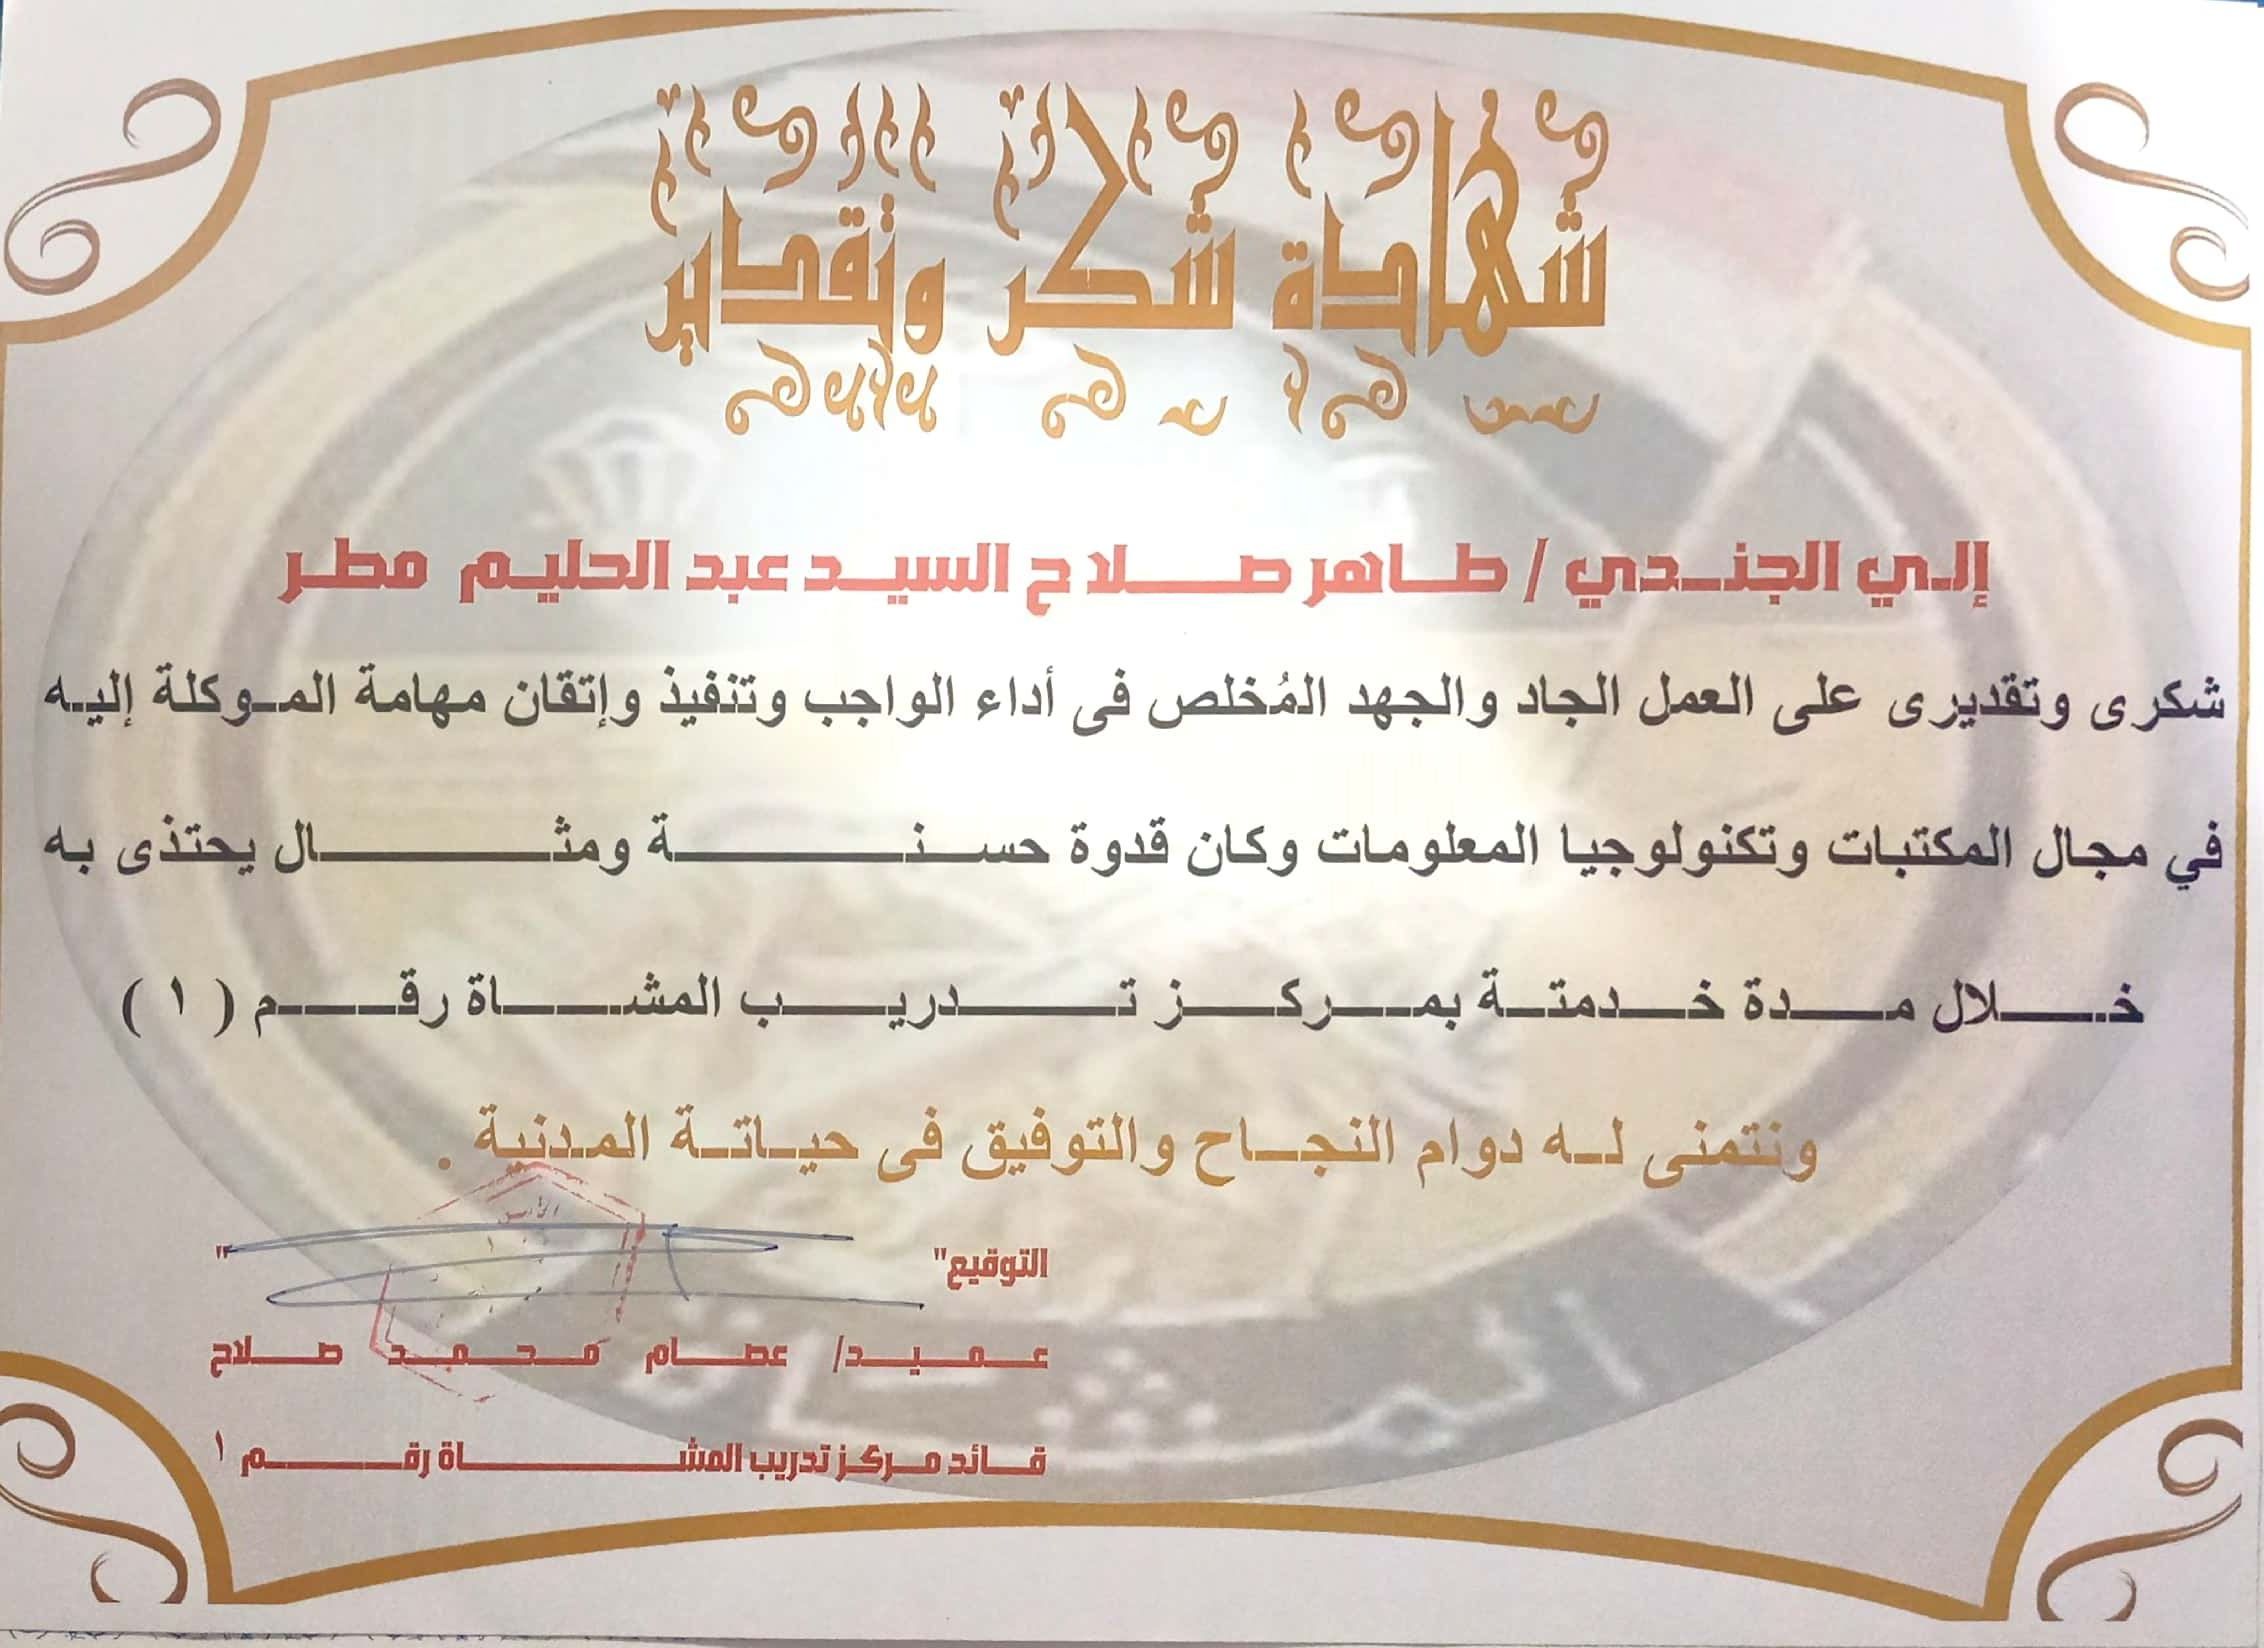 شهادة شكر وتقدير
إلي الجندي / طاهر صلاح السيد عبد الحليم مطر
شكرى وتقديرى على العمل الجاد والجهد المُخلص فى أداء الواجب وتنفيذ وإتقان مهامة الموكلة إليه
في مجال المكتبات وتكنولوجيا المعلومات وكان قدوة حسنة ومثال يحتذى به
خلال مدة خدمتة بمركز تدريب المشاة رقم ( ١ )
ونتمنى له دوام النجاح والتوفيق فى حياتة المدنية .
التوقيع" "
عميد/ عصام محمد صلاح
قائد مركز تدريب المشاة رقم ١
المشاة